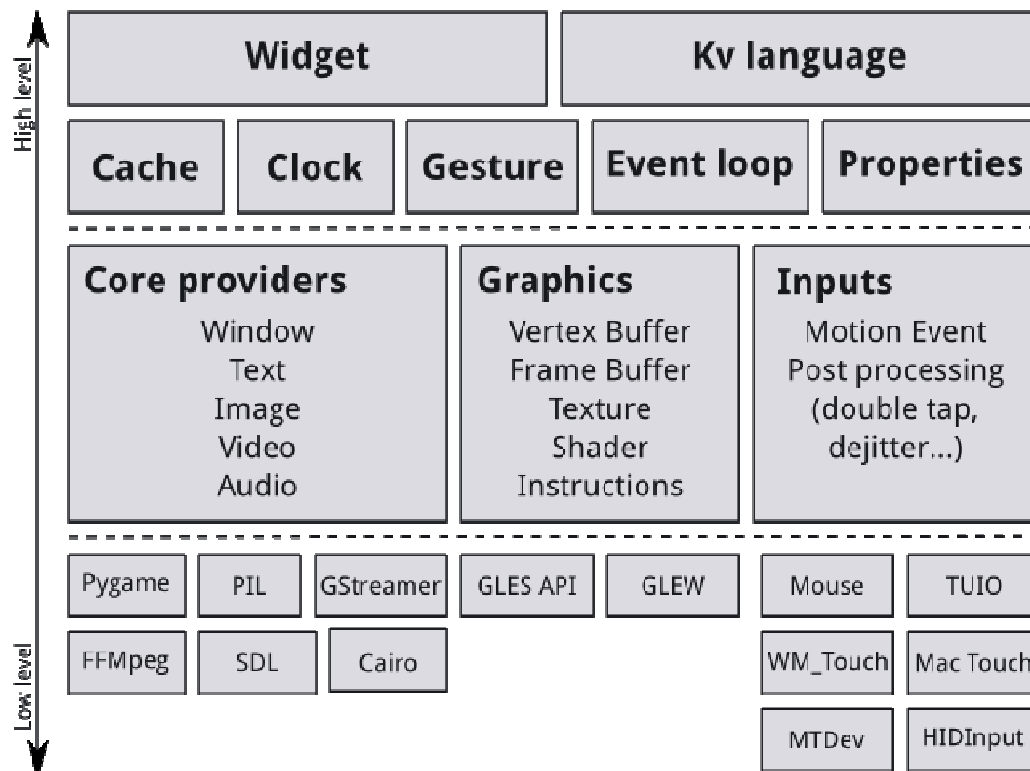 High level
Widget
Kv language
Cache
Clock
Gesture
Event loop
Properties
Core providers
Window
Text
Image
Video
Audio
Graphics
Vertex Buffer
Frame Buffer
Texture
Shader
Instructions
Inputs
Motion Event
Post processing
(double tap,
dejitter...)
Pygame
PIL
GStreamer
GLES API
GLEW
Mouse
TUIO
FFMpeg
SDL
Cairo
WM_Touch
Mac Touch
MTDev
HIDInput
Low level